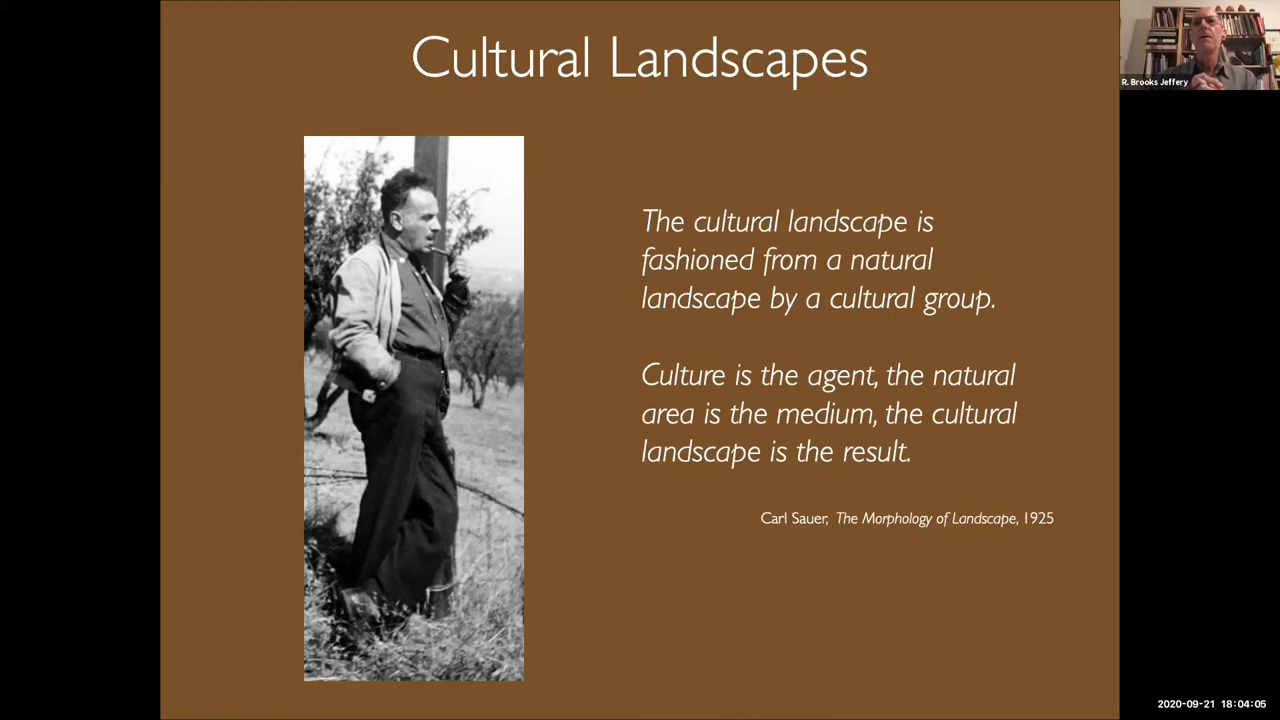 Cultural Landscapes
R. Brooks Jeffery
The cultural landscape is
fashioned from a natural
landscape by a cultural group.
Culture is the agent, the natural
area is the medium, the cultural
landscape is the result.
Carl Sauer, The Morphology of Landscape, 1925
2020-09-21 18:04:05